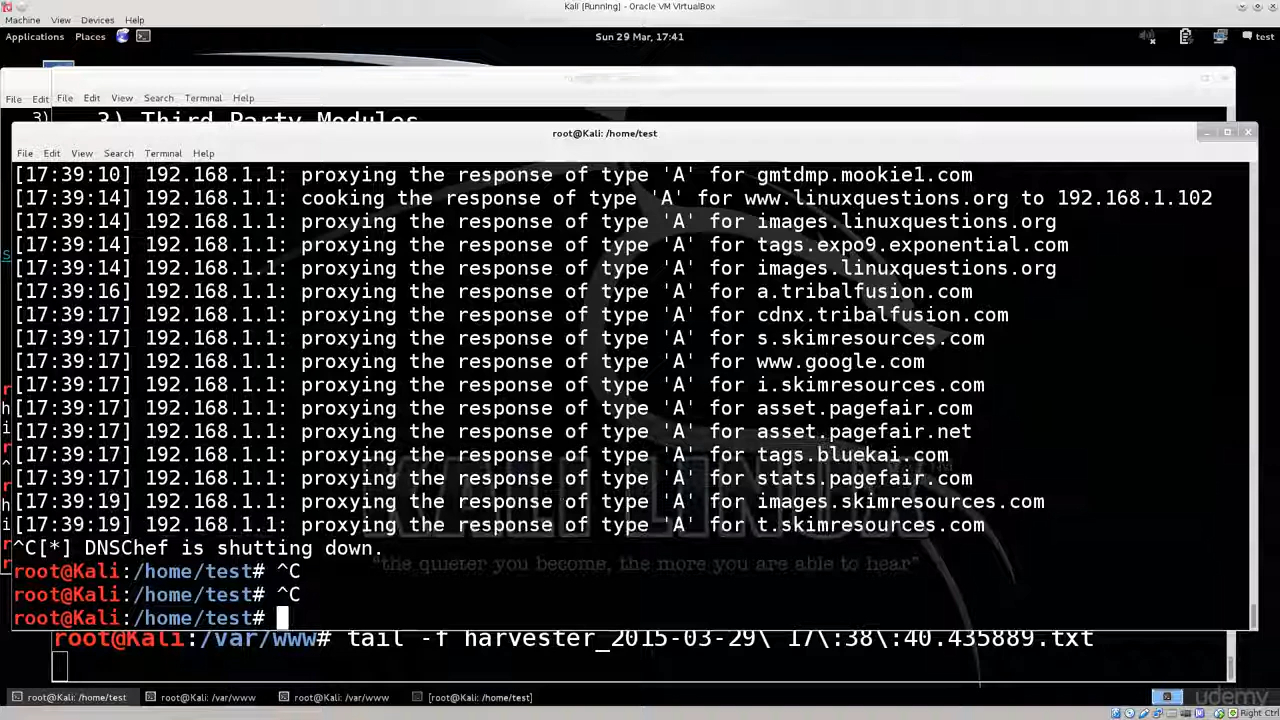 Kali [Running] - Oracle VM VirtualBox
Machine View Devices Help
Applications Places Sun 29 Mar, 17:41 test
File Edit File Edit View Search Terminal Help
3) 3) Third Party Modules
root@Kali: /home/test
File Edit View Search Terminal Help
[17:39:10] 192.168.1.1: proxying the response of type 'A' for gmtdmp.mookie1.com
[17:39:14] 192.168.1.1: cooking the response of type 'A' for www.linuxquestions.org to 192.168.1.102
[17:39:14] 192.168.1.1: proxying the response of type 'A' for images.linuxquestions.org
[17:39:14] 192.168.1.1: proxying the response of type 'A' for tags.expo9.exponential.com
[17:39:14] 192.168.1.1: proxying the response of type 'A' for images.linuxquestions.org
[17:39:16] 192.168.1.1: proxying the response of type 'A' for a.tribalfusion.com
[17:39:17] 192.168.1.1: proxying the response of type 'A' for cdnx.tribalfusion.com
[17:39:17] 192.168.1.1: proxying the response of type 'A' for s.skimresources.com
[17:39:17] 192.168.1.1: proxying the response of type 'A' for www.google.com
[17:39:17] 192.168.1.1: proxying the response of type 'A' for i.skimresources.com
[17:39:17] 192.168.1.1: proxying the response of type 'A' for asset.pagefair.com
[17:39:17] 192.168.1.1: proxying the response of type 'A' for asset.pagefair.net
[17:39:17] 192.168.1.1: proxying the response of type 'A' for tags.bluekai.com
[17:39:17] 192.168.1.1: proxying the response of type 'A' for stats.pagefair.com
[17:39:19] 192.168.1.1: proxying the response of type 'A' for images.skimresources.com
[17:39:19] 192.168.1.1: proxying the response of type 'A' for t.skimresources.com
^C[*] DNSChef is shutting down.
root@Kali:/home/test# ^C
root@Kali:/home/test# ^C
root@Kali:/home/test#
KALI LINUX
"the quieter you become, the more you are able to hear"
root@Kali:/var/www# tail -f harvester_2015-03-29\ 17\:38\:40.435889.txt
root@Kali: /home/test root@Kali: /var/www root@Kali: /var/www [root@Kali: /home/test]
udemy
Right Ctrl